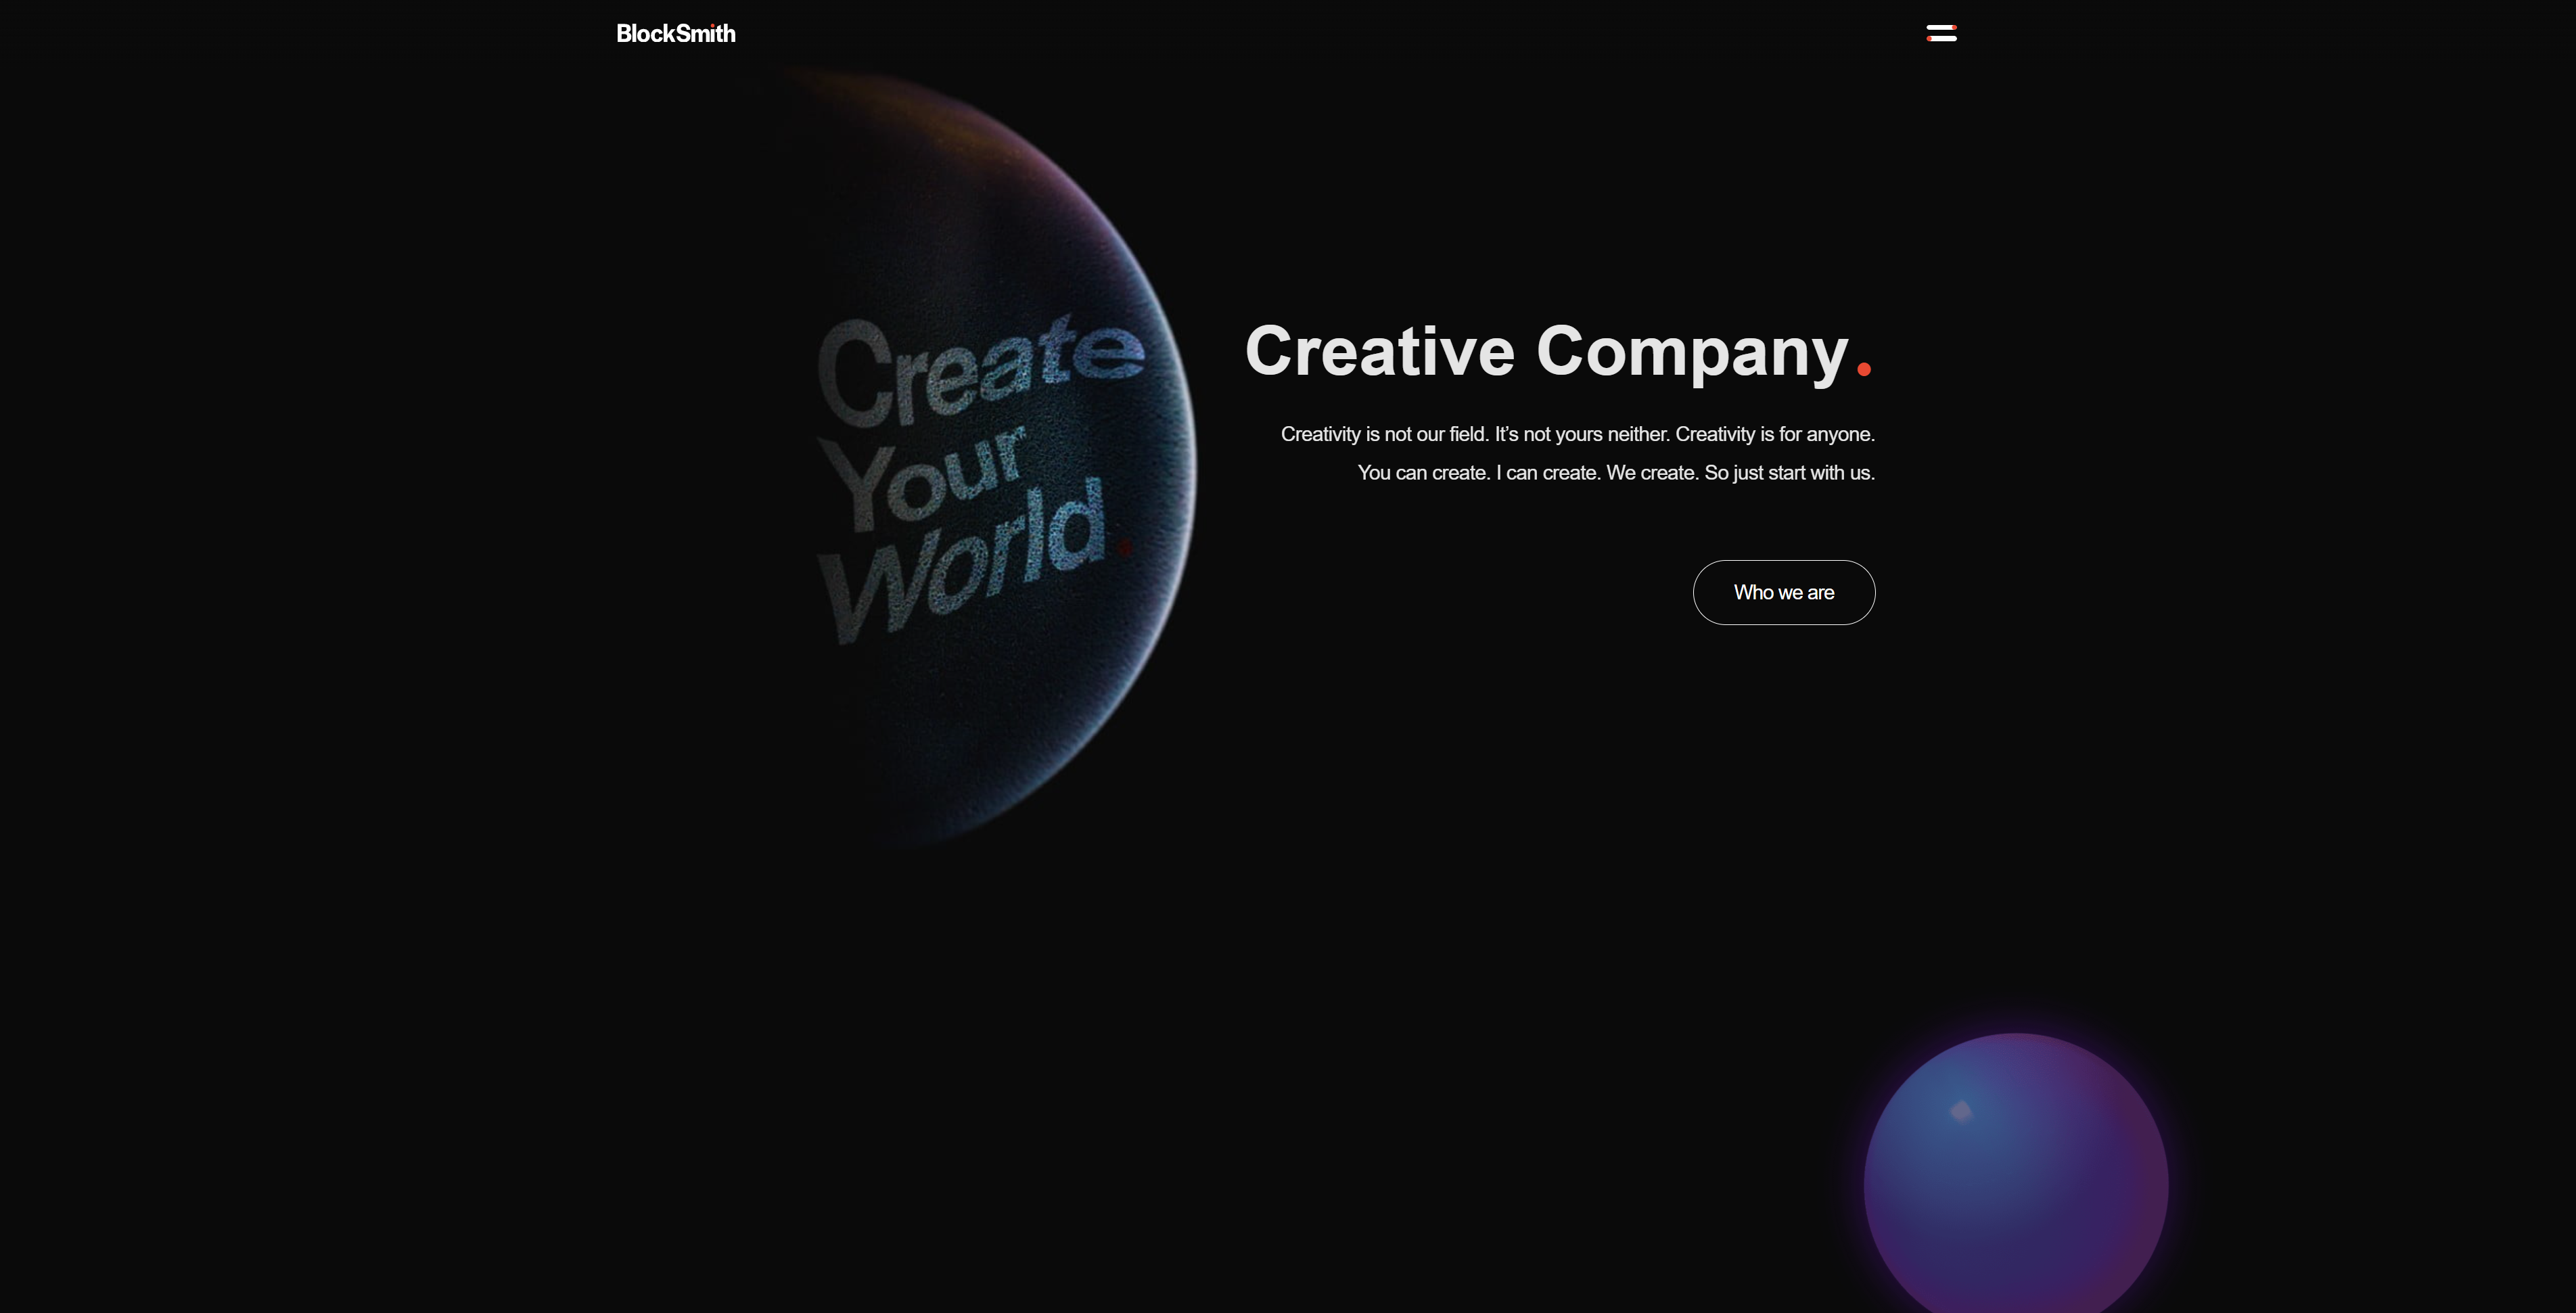 BlockSmith
Create
Your
World.
Creative Company.
Creativity is not our field. It’s not yours neither. Creativity is for anyone.
You can create. I can create. We create. So just start with us.
Who we are